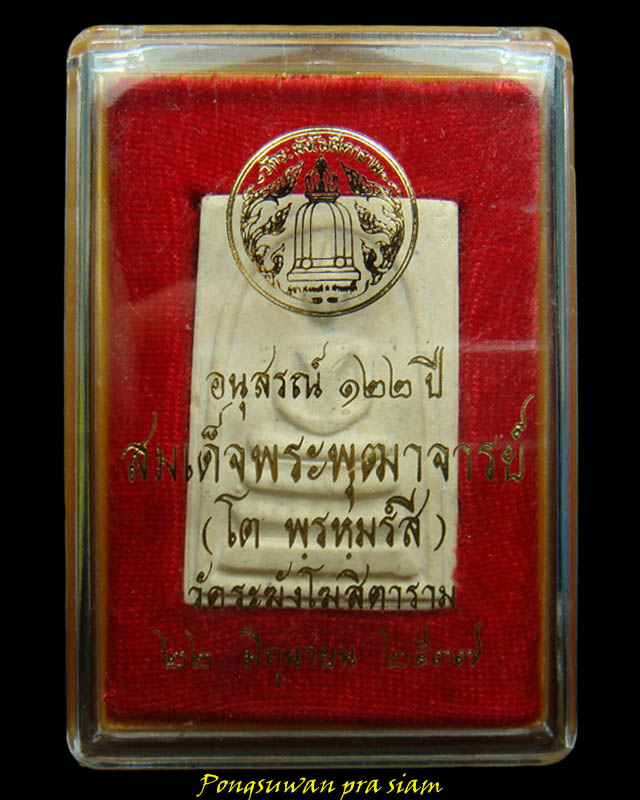 อนุสรณ์ ๑๒๒ ปี
สมเด็จพระพุฒาจารย์
(โต พฺรหฺมรํสี)
วัดระฆังโฆสิตาราม
๒๒ มิถุนายน ๒๕๓๗
Pongsuwan pra siam